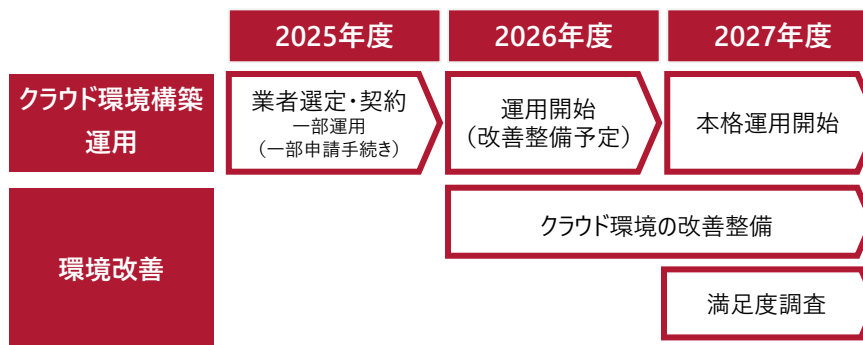 2025年度
2026年度
2027年度
クラウド環境構築
運用
業者選定・契約
一部運用
（一部申請手続き）
運用開始
（改善整備予定）
本格運用開始
環境改善
クラウド環境の改善整備
満足度調査